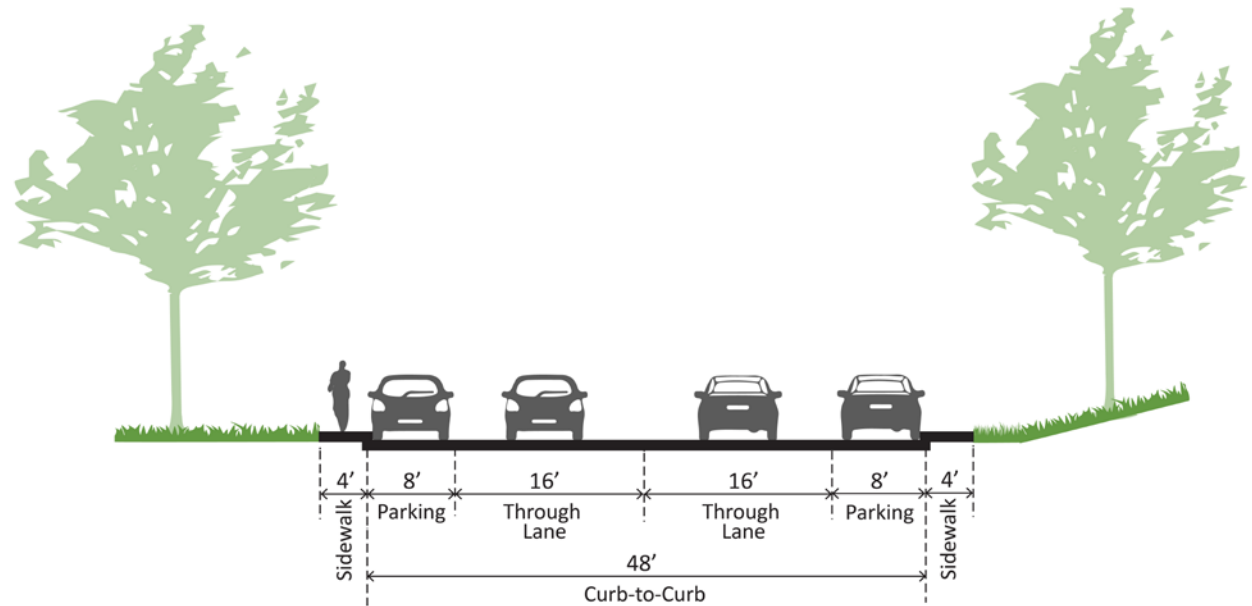 4’ 8’ 16’ 16’ 8’ 4’
Sidewalk
Parking
Through
Lane
Through
Lane
Parking
Sidewalk
48’
Curb-to-Curb